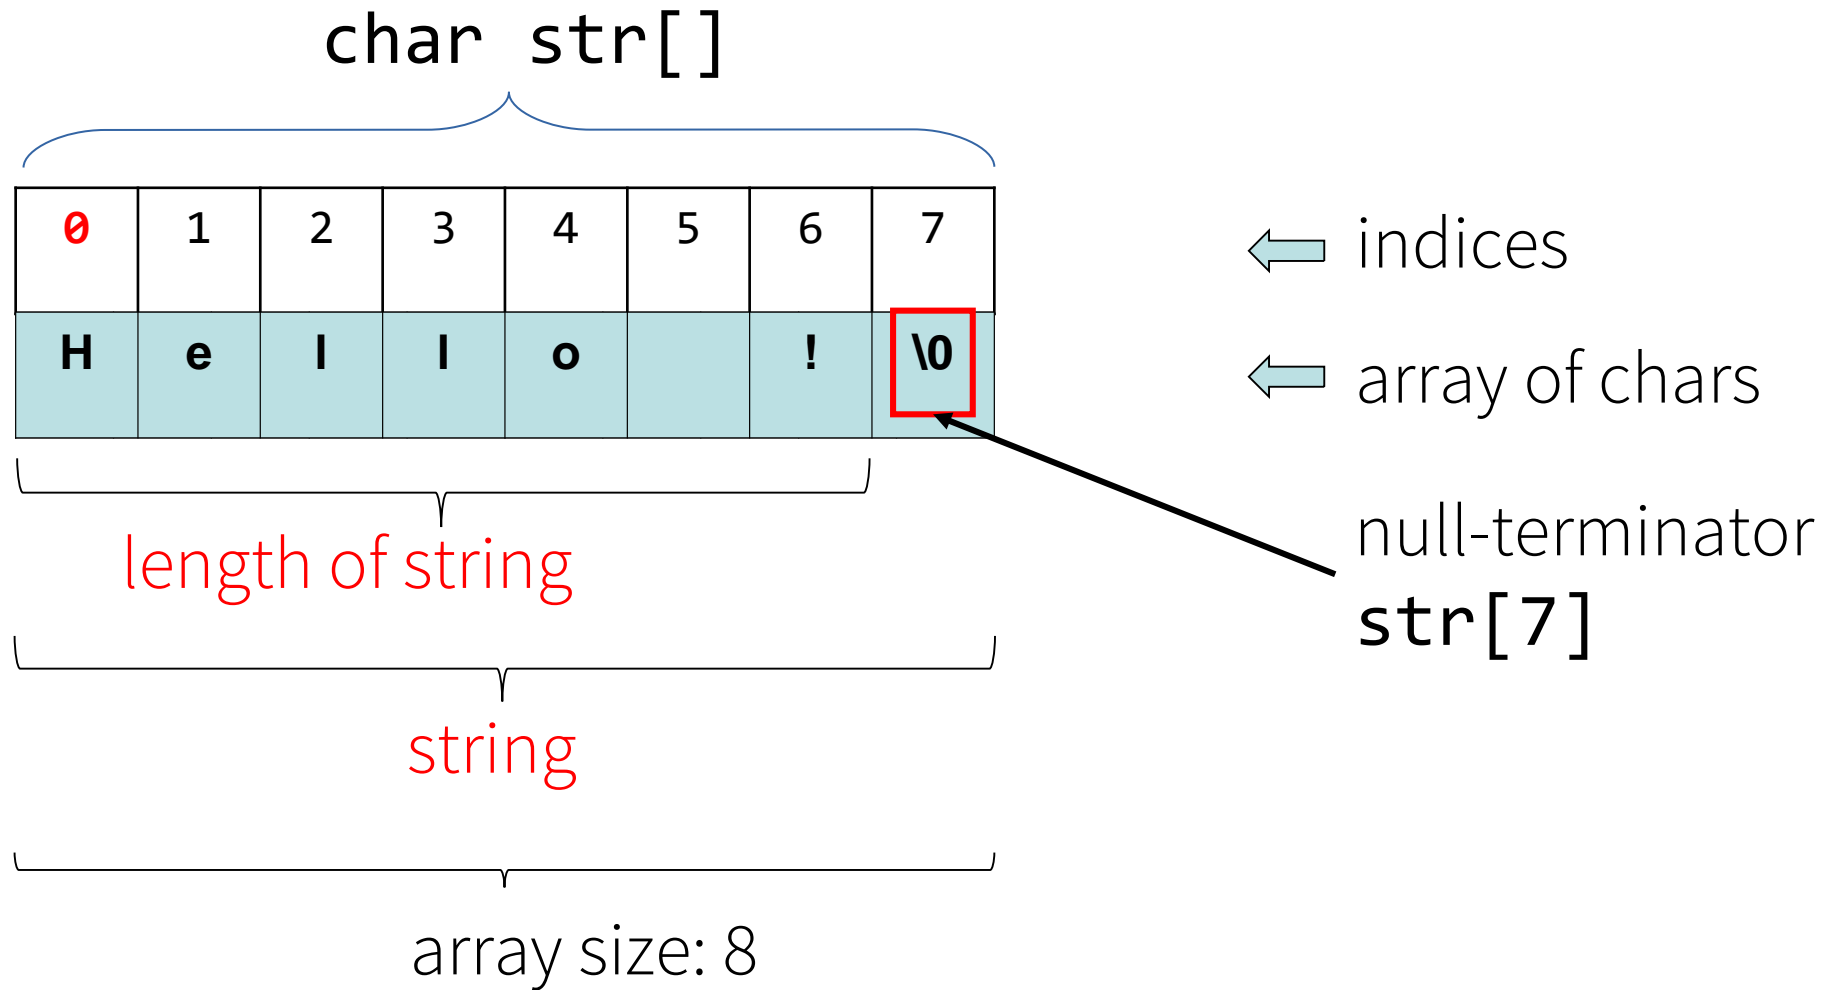 char str[]
0 1 2 3 4 5 6 7
indices
H e l l o ! \0
array of chars
length of string
null-terminator
str[7]
string
array size: 8